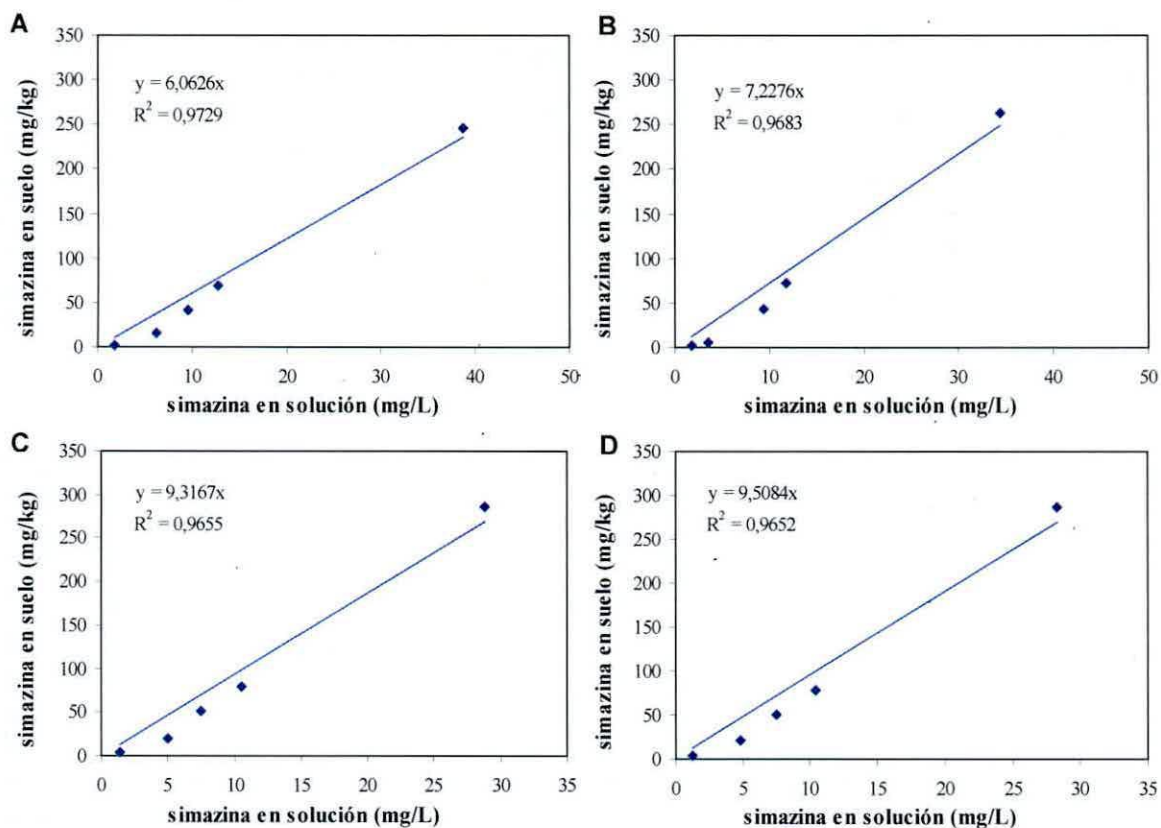 A
simazina en suelo (mg/kg)
350
300
250
200
150
100
50
0
y = 6,0626x
R² = 0,9729
0 10 20 30 40 50
simazina en solución (mg/L)
B
simazina en suelo (mg/kg)
350
300
250
200
150
100
50
0
y = 7,2276x
R² = 0,9683
0 10 20 30 40 50
simazina en solución (mg/L)
C
simazina en suelo (mg/kg)
350
300
250
200
150
100
50
0
y = 9,3167x
R² = 0,9655
0 5 10 15 20 25 30 35
simazina en solución (mg/L)
D
simazina en suelo (mg/kg)
350
300
250
200
150
100
50
0
y = 9,5084x
R² = 0,9652
0 5 10 15 20 25 30 35
simazina en solución (mg/L)